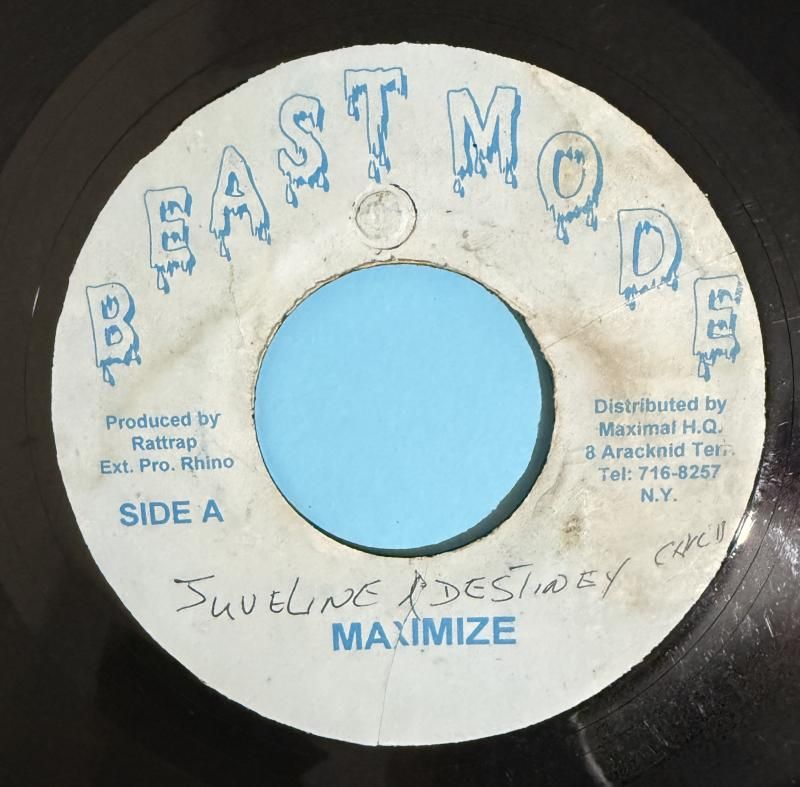 BEAST MODE
Produced by
Rattrap
Ext. Pro. Rhino
SIDE A
Distributed by
Maximal H.Q.
8 Aracknid Terr.
Tel: 716-8257
N.Y.
JUVELINE & DESTINEY
MAXIMIZE